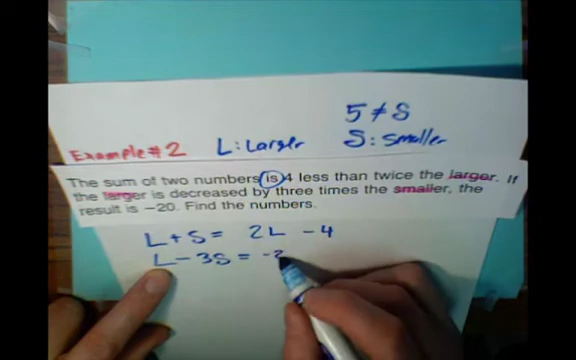 5 ≠ S
Example #2 L: Larger S: Smaller
The sum of two numbers is 4 less than twice the larger. If
the larger is decreased by three times the smaller, the
result is −20. Find the numbers.
L + S = 2L - 4
L - 3S = -2